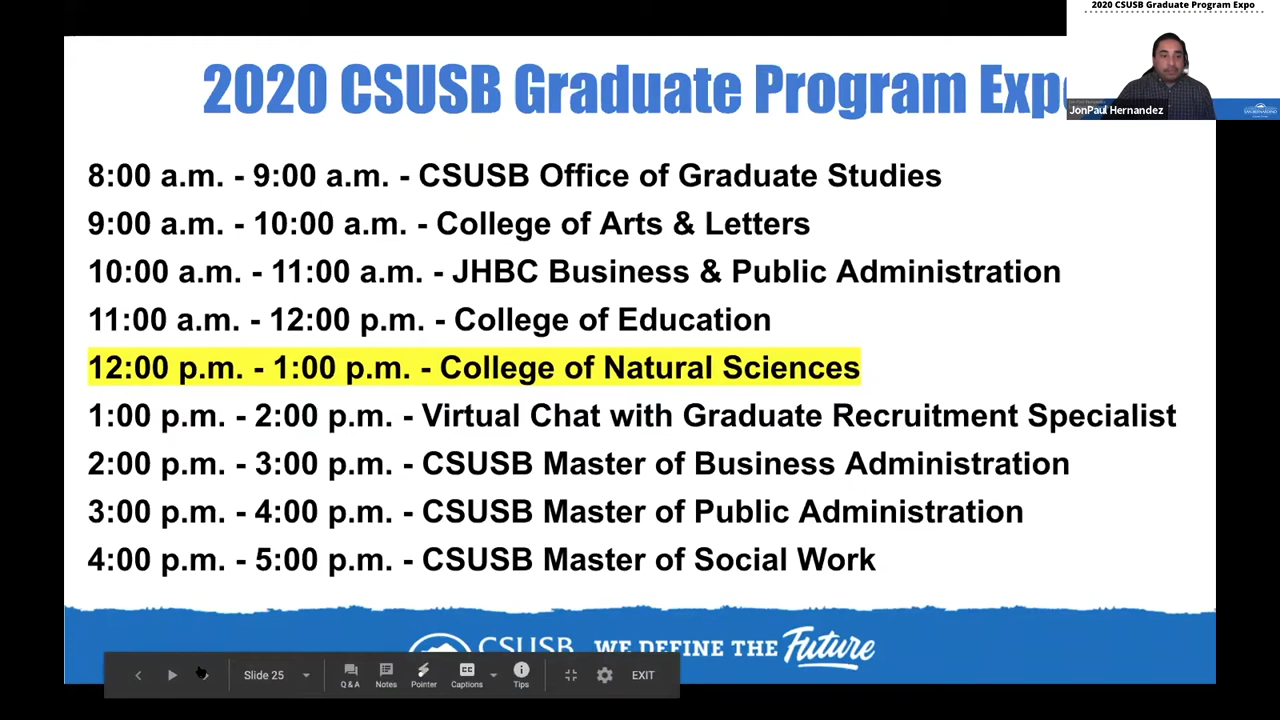 2020 CSUSB Graduate Program Expo
2020 CSUSB Graduate Program Exp
JonPaul Hernandez
8:00 a.m. - 9:00 a.m. - CSUSB Office of Graduate Studies
9:00 a.m. - 10:00 a.m. - College of Arts & Letters
10:00 a.m. - 11:00 a.m. - JHBC Business & Public Administration
11:00 a.m. - 12:00 p.m. - College of Education
12:00 p.m. - 1:00 p.m. - College of Natural Sciences
1:00 p.m. - 2:00 p.m. - Virtual Chat with Graduate Recruitment Specialist
2:00 p.m. - 3:00 p.m. - CSUSB Master of Business Administration
3:00 p.m. - 4:00 p.m. - CSUSB Master of Public Administration
4:00 p.m. - 5:00 p.m. - CSUSB Master of Social Work
CSUSB WE DEFINE THE Future
Slide 25
Q & A Notes Pointer Captions Tips EXIT